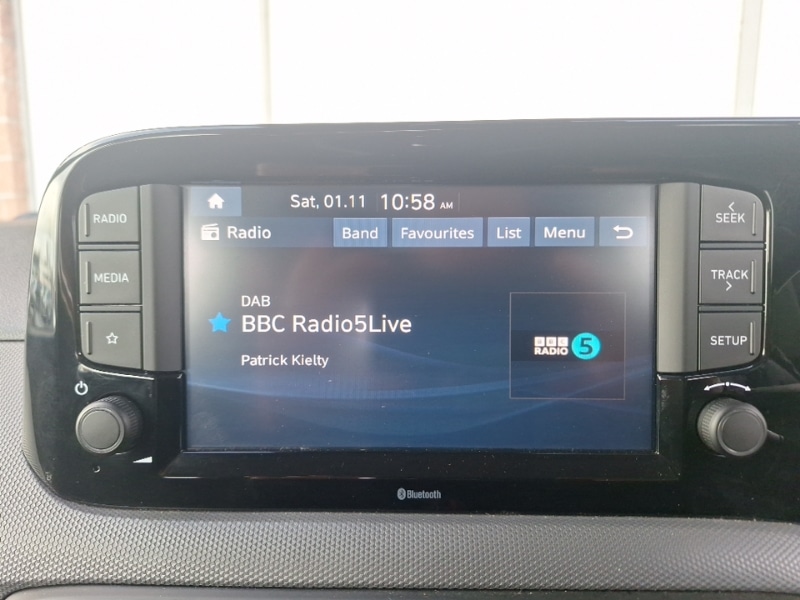 RADIO
MEDIA
Sat, 01.11 10:58 AM
Radio Band Favourites List Menu
DAB
BBC Radio5Live
Patrick Kielty
BBC
RADIO 5
SEEK
TRACK
SETUP
Bluetooth